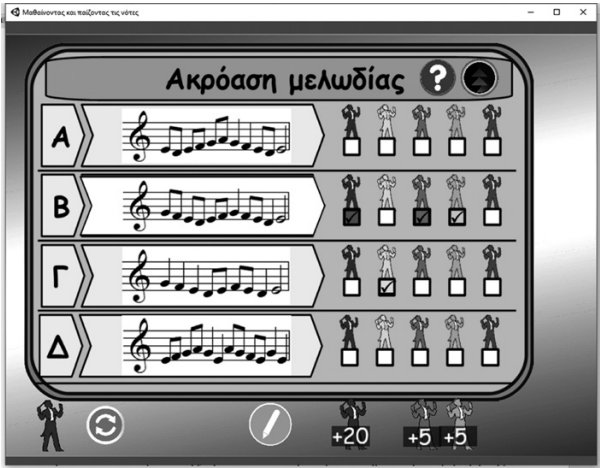 Μαθαίνοντας και παίζοντας τις νότες
Ακρόαση μελωδίας ?
Α
Β
Γ
Δ
+20 +5 +5